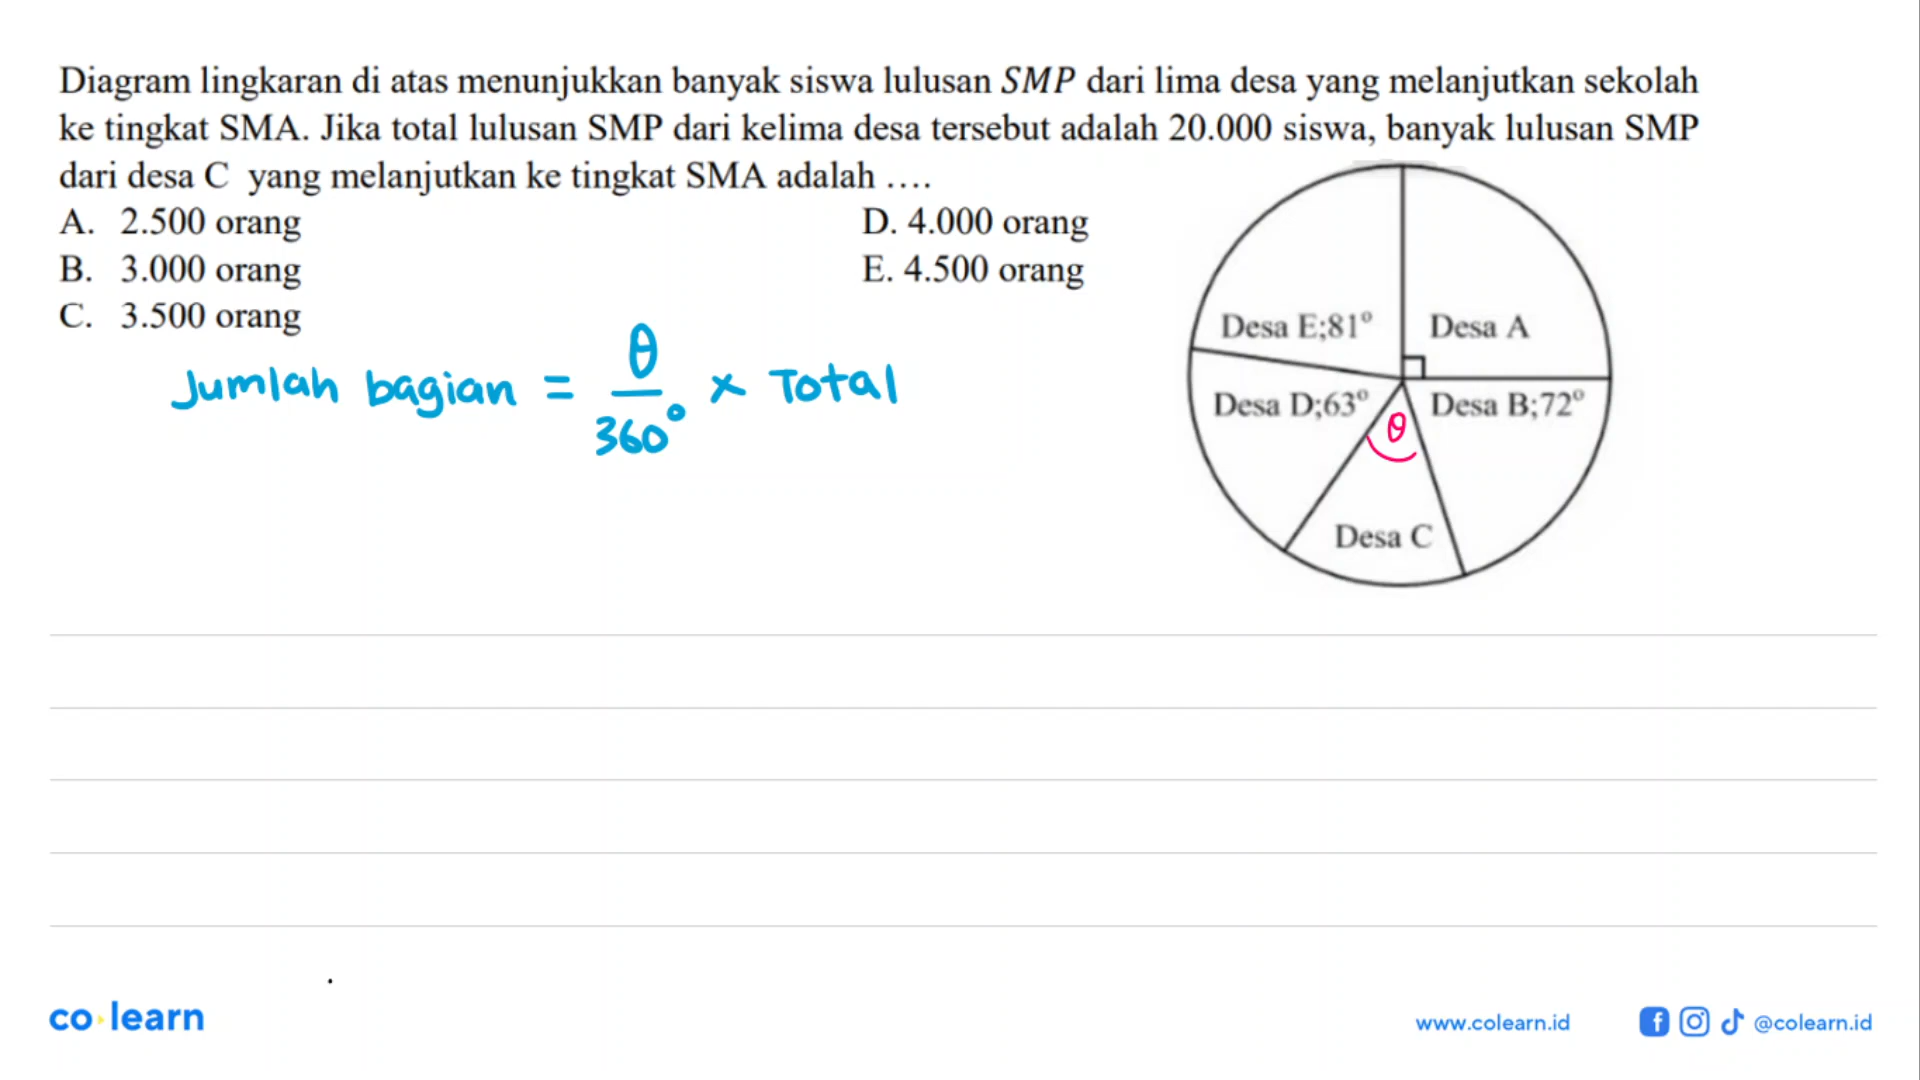 Diagram lingkaran di atas menunjukkan banyak siswa lulusan SMP dari lima desa yang melanjutkan sekolah
ke tingkat SMA. Jika total lulusan SMP dari kelima desa tersebut adalah 20.000 siswa, banyak lulusan SMP
dari desa C yang melanjutkan ke tingkat SMA adalah ....
A. 2.500 orang
B. 3.000 orang
C. 3.500 orang
D. 4.000 orang
E. 4.500 orang
Jumlah bagian = θ/360° × Total
Desa E;81°
Desa A
Desa D;63°
Desa B;72°
θ
Desa C
co learn
www.colearn.id
@colearn.id